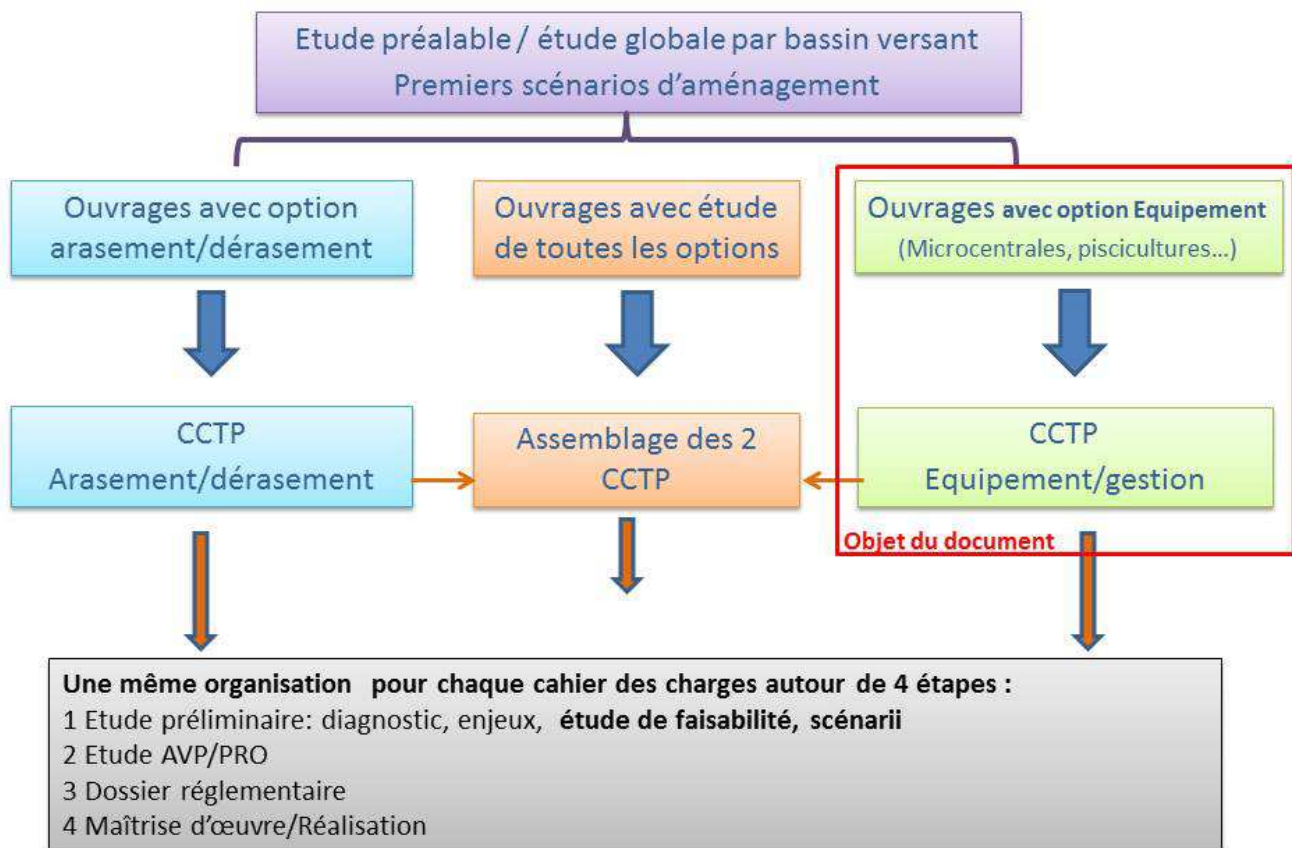 Etude préalable / étude globale par bassin versant
Premiers scénarios d'aménagement
Ouvrages avec option
arasement/dérasement
Ouvrages avec étude
de toutes les options
Ouvrages avec option Equipement
(Microcentrales, piscicultures...)
CCTP
Arasement/dérasement
Assemblage des 2
CCTP
CCTP
Equipement/gestion
Objet du document
Une même organisation pour chaque cahier des charges autour de 4 étapes :
1 Etude préliminaire: diagnostic, enjeux, étude de faisabilité, scénarii
2 Etude AVP/PRO
3 Dossier réglementaire
4 Maîtrise d'œuvre/Réalisation